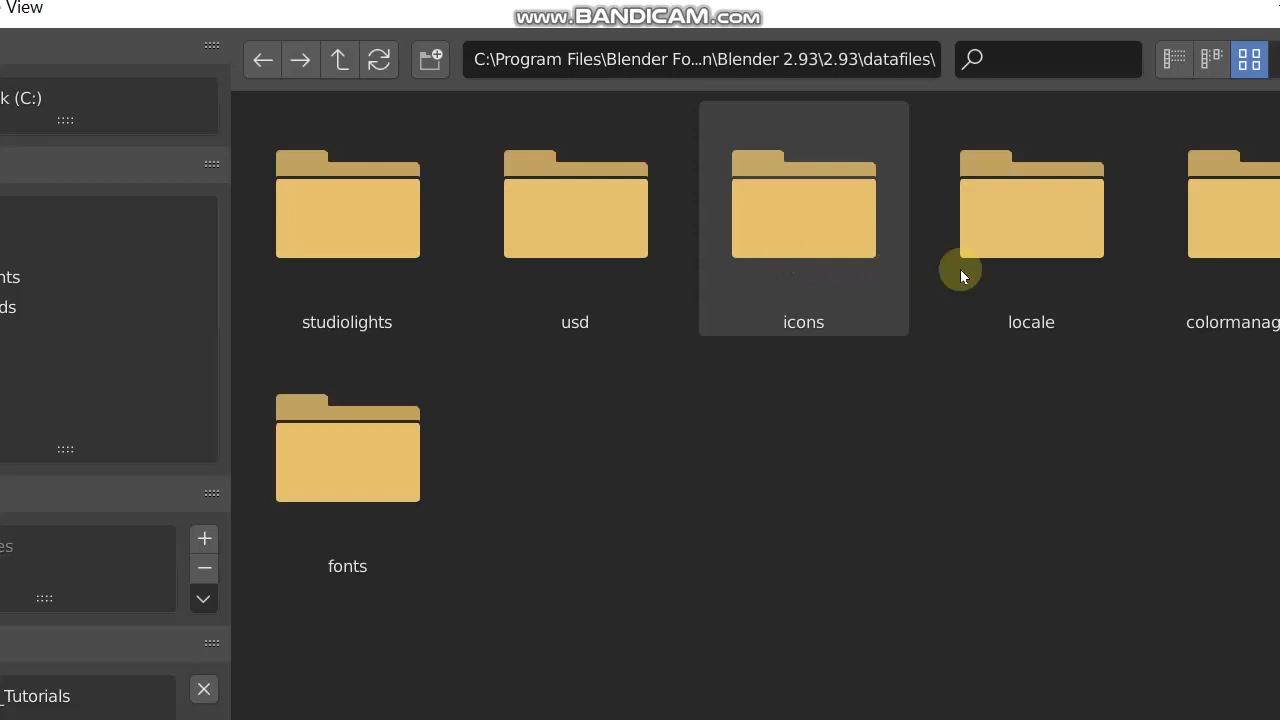 e View
www.BANDICAM.com
C:\Program Files\Blender Fo...n\Blender 2.93\2.93\datafiles\
k (C:)
nts
ds
studiolights
usd
icons
locale
colormanag
es
fonts
_Tutorials